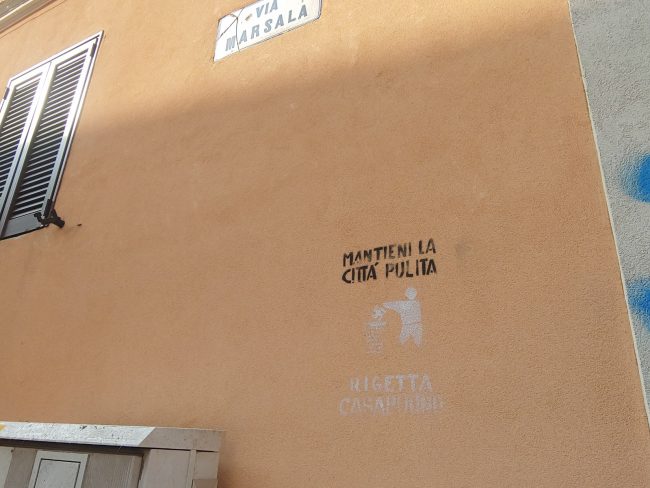 VIA
MARSALA
MANTIENI LA
CITTÁ PULITA
RIGETTA
CASAPOUND